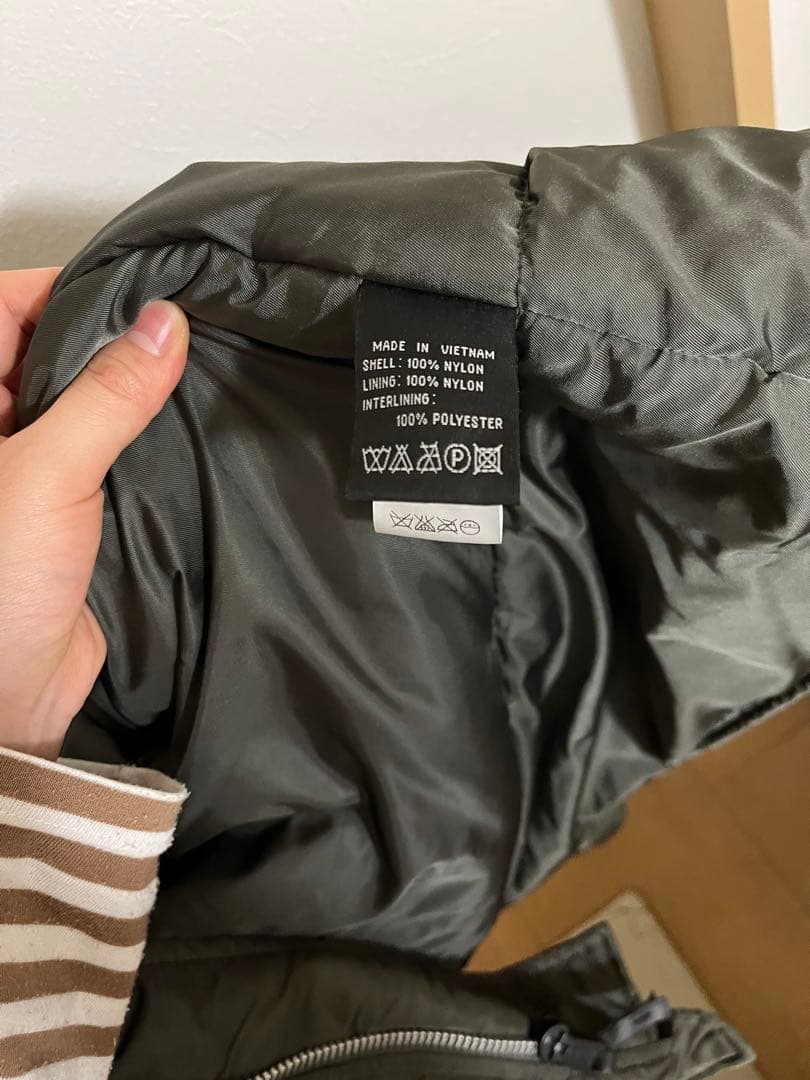 MADE IN VIETNAM
SHELL: 100% NYLON
LINING: 100% NYLON
INTERLINING:
100% POLYESTER
P